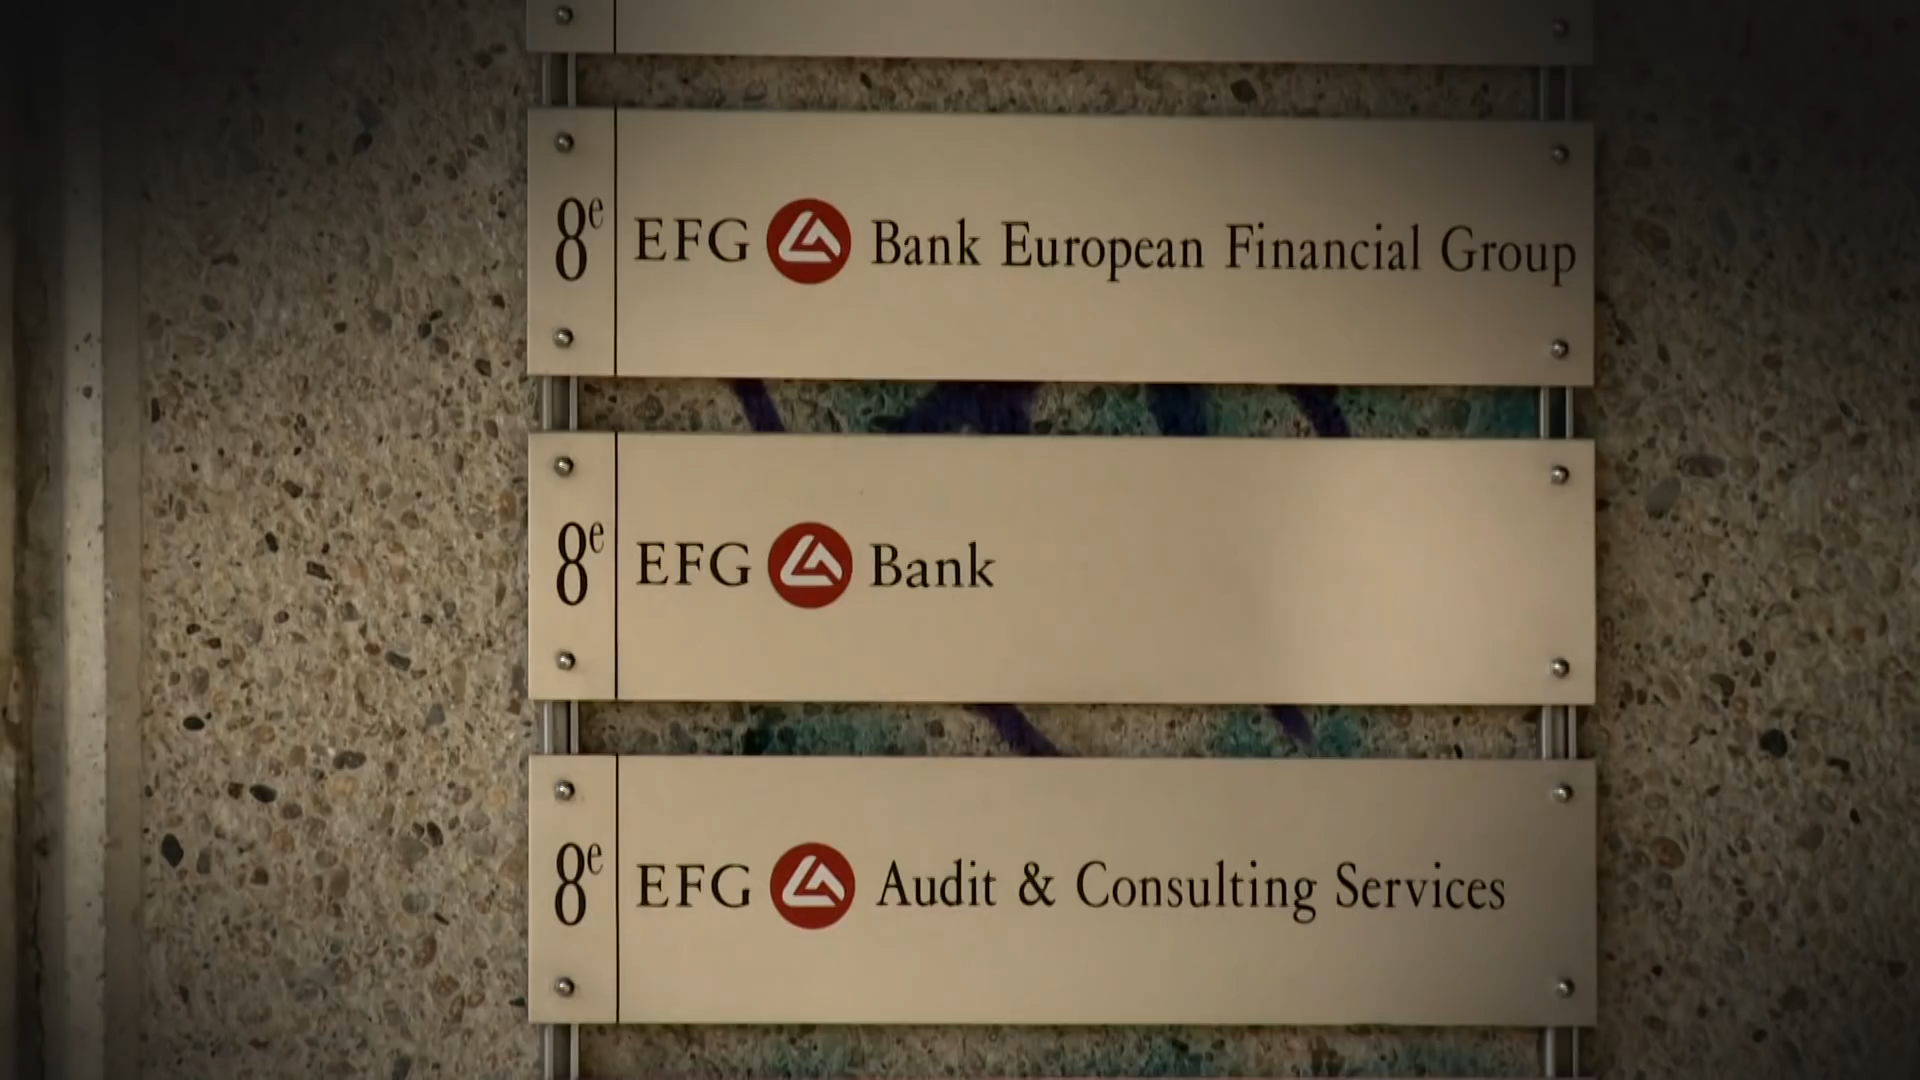 8e EFG Bank European Financial Group
8e EFG Bank
8e EFG Audit & Consulting Services